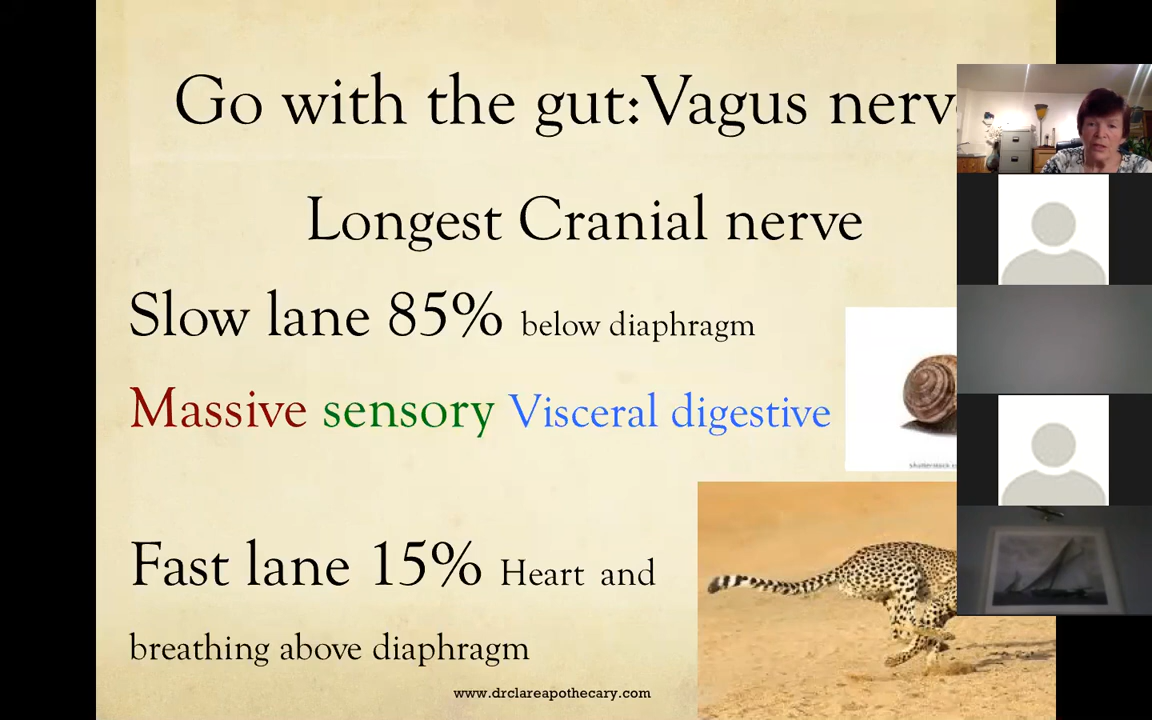 Go with the gut:Vagus nerv
Longest Cranial nerve
Slow lane 85% below diaphragm
Massive sensory Visceral digestive
Fast lane 15% Heart and
breathing above diaphragm
www.drclareapothecary.com